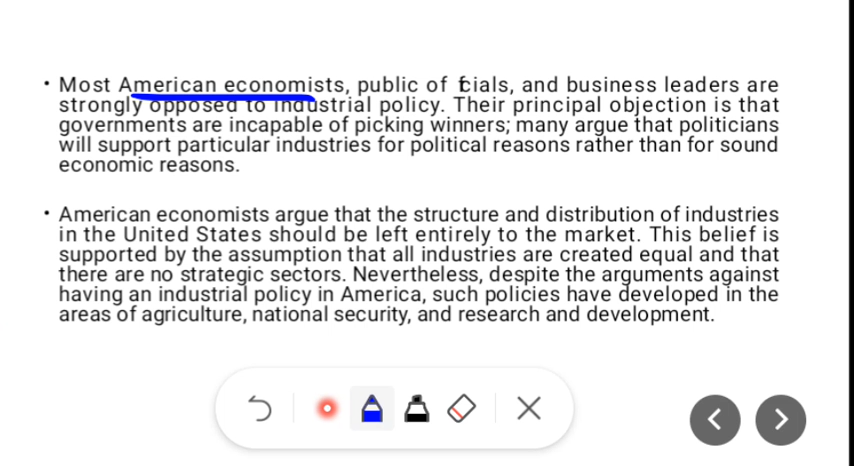 • Most American economists, public of ficials, and business leaders are
strongly opposed to industrial policy. Their principal objection is that
governments are incapable of picking winners; many argue that politicians
will support particular industries for political reasons rather than for sound
economic reasons.
• American economists argue that the structure and distribution of industries
in the United States should be left entirely to the market. This belief is
supported by the assumption that all industries are created equal and that
there are no strategic sectors. Nevertheless, despite the arguments against
having an industrial policy in America, such policies have developed in the
areas of agriculture, national security, and research and development.